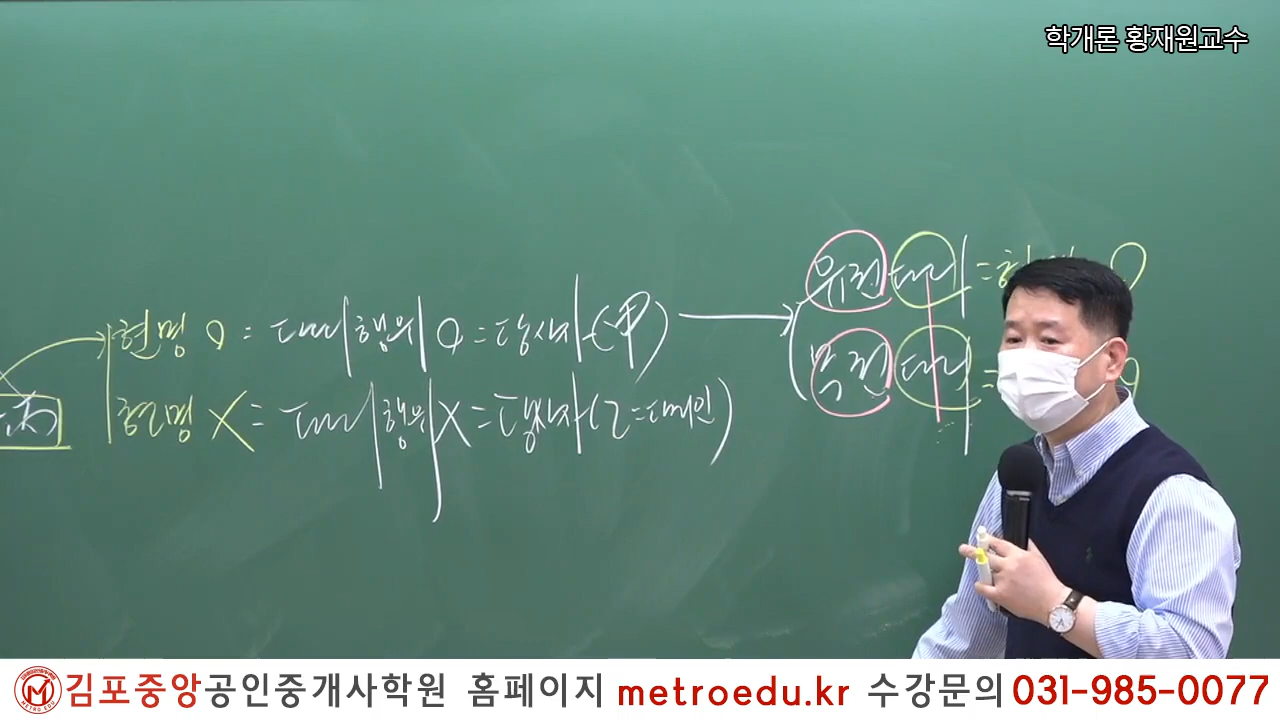 학개론 황재원교수
유권 대리 =
현명 O = 대리 행위 O = 당사자 (甲)
무권 대리 =
현명 X = 대리 행위 X = 당사자 (乙 = 대리인)
김포중앙공인중개사학원 홈페이지 metroedu.kr 수강문의 031-985-0077